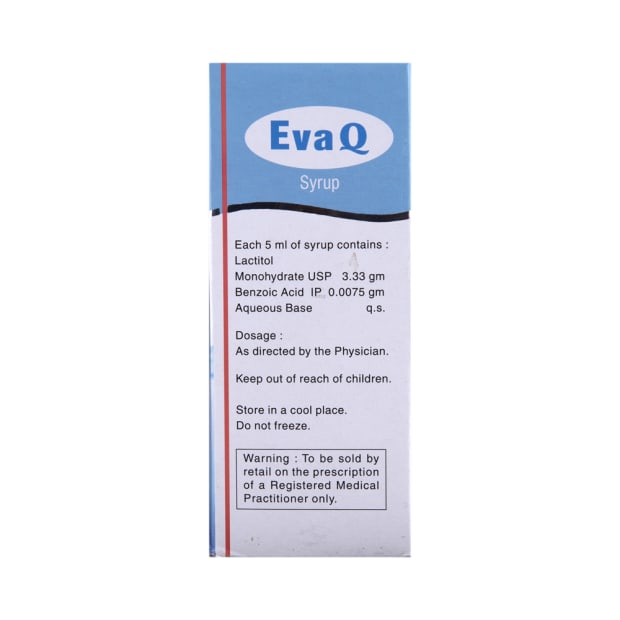 Eva Q
Syrup
Each 5 ml of syrup contains :
Lactitol
Monohydrate USP 3.33 gm
Benzoic Acid IP 0.0075 gm
Aqueous Base q.s.
Dosage :
As directed by the Physician.
Keep out of reach of children.
Store in a cool place.
Do not freeze.
Warning : To be sold by
retail on the prescription
of a Registered Medical
Practitioner only.